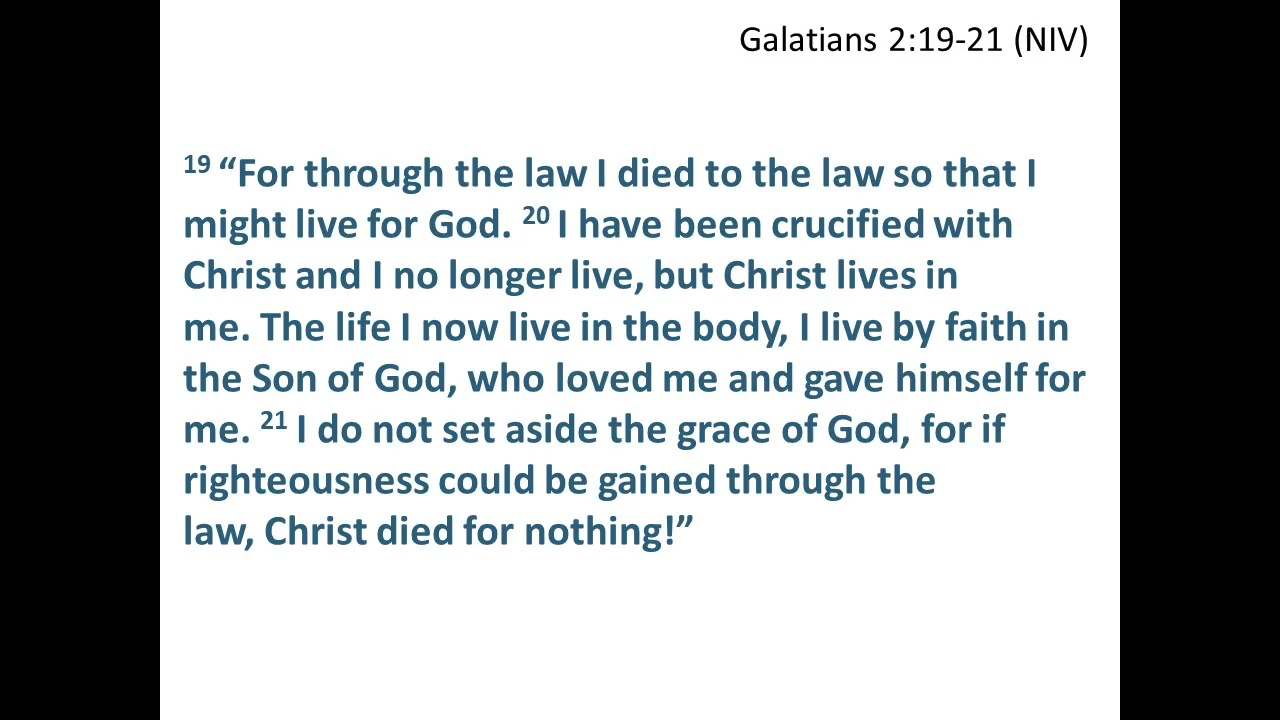 Galatians 2:19-21 (NIV)
19 “For through the law I died to the law so that I
might live for God. 20 I have been crucified with
Christ and I no longer live, but Christ lives in
me. The life I now live in the body, I live by faith in
the Son of God, who loved me and gave himself for
me. 21 I do not set aside the grace of God, for if
righteousness could be gained through the
law, Christ died for nothing!”